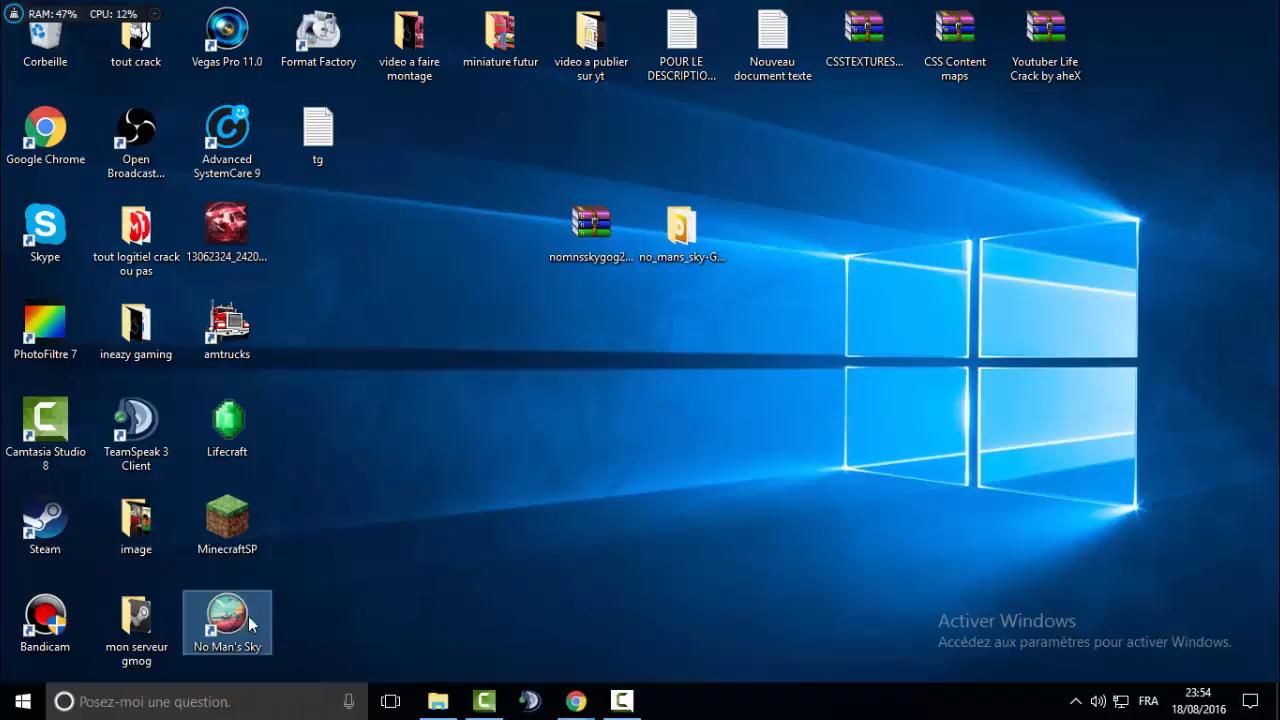 RAM: 47% CPU: 12%
Corbeille
tout crack
Vegas Pro 11.0
Format Factory
video a faire
montage
miniature futur
video a publier
sur yt
POUR LE
DESCRIPTIO...
Nouveau
document texte
CSSTEXTURES...
CSS Content
maps
Youtuber Life
Crack by aheX
Google Chrome
Open
Broadcast...
Advanced
SystemCare 9
tg
Skype
tout logitiel crack
ou pas
13062324_2420...
nomnsskygog2...
no_mans_sky-G...
PhotoFiltre 7
ineazy gaming
amtrucks
Camtasia Studio
8
TeamSpeak 3
Client
Lifecraft
Steam
image
MinecraftSP
Bandicam
mon serveur
gmog
No Man's Sky
Activer Windows
Accédez aux paramètres pour activer Windows.
Posez-moi une question.
FRA
23:54
18/08/2016